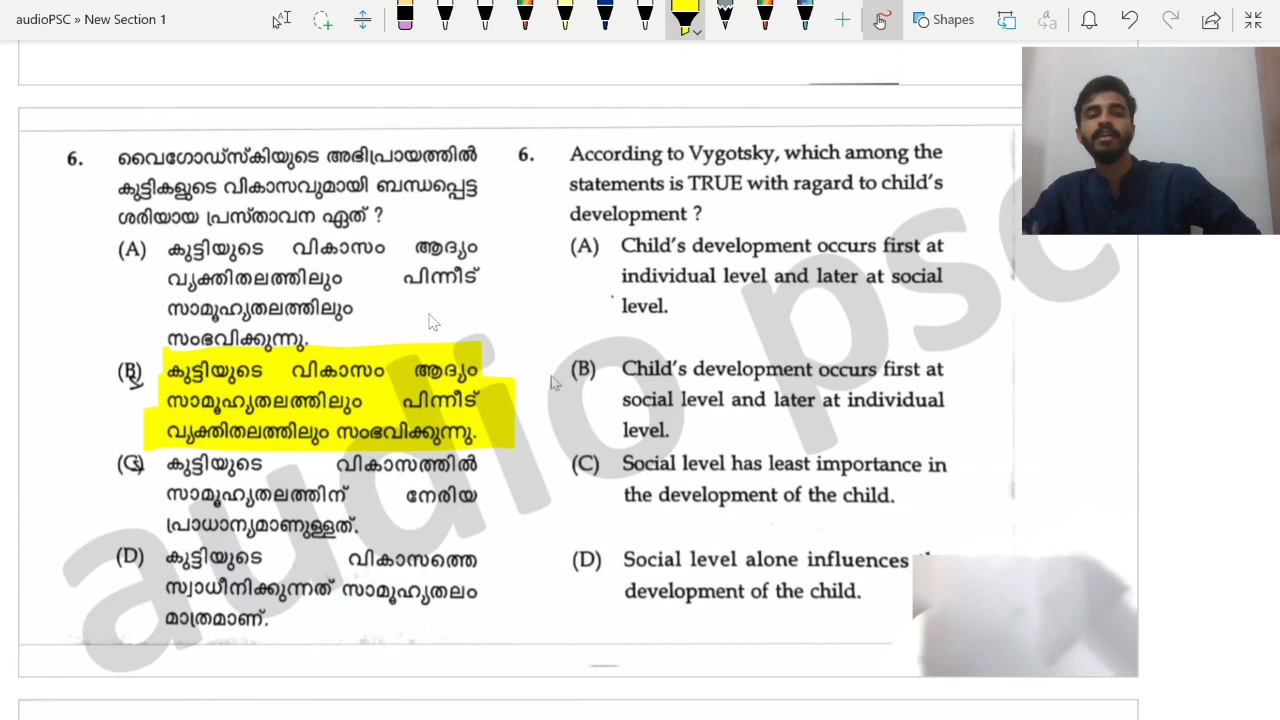 audioPSC » New Section 1
Shapes
6.
വൈഗോഡ്സ്കിയുടെ അഭിപ്രായത്തിൽ
കുട്ടികളുടെ വികാസവുമായി ബന്ധപ്പെട്ട
ശരിയായ പ്രസ്താവന ഏത് ?
(A) കുട്ടിയുടെ വികാസം ആദ്യം
വ്യക്തിതലത്തിലും പിന്നീട്
സാമൂഹ്യതലത്തിലും
സംഭവിക്കുന്നു.
(B) കുട്ടിയുടെ വികാസം ആദ്യം
സാമൂഹ്യതലത്തിലും പിന്നീട്
വ്യക്തിതലത്തിലും സംഭവിക്കുന്നു.
(C) കുട്ടിയുടെ വികാസത്തിൽ
സാമൂഹ്യതലത്തിന് നേരിയ
പ്രാധാന്യമാണുള്ളത്.
(D) കുട്ടിയുടെ വികാസത്തെ
സ്വാധീനിക്കുന്നത് സാമൂഹ്യതലം
മാത്രമാണ്.
6.
According to Vygotsky, which among the
statements is TRUE with ragard to child's
development ?
(A) Child's development occurs first at
individual level and later at social
level.
(B) Child's development occurs first at
social level and later at individual
level.
(C) Social level has least importance in
the development of the child.
(D) Social level alone influences
development of the child.
audio psc